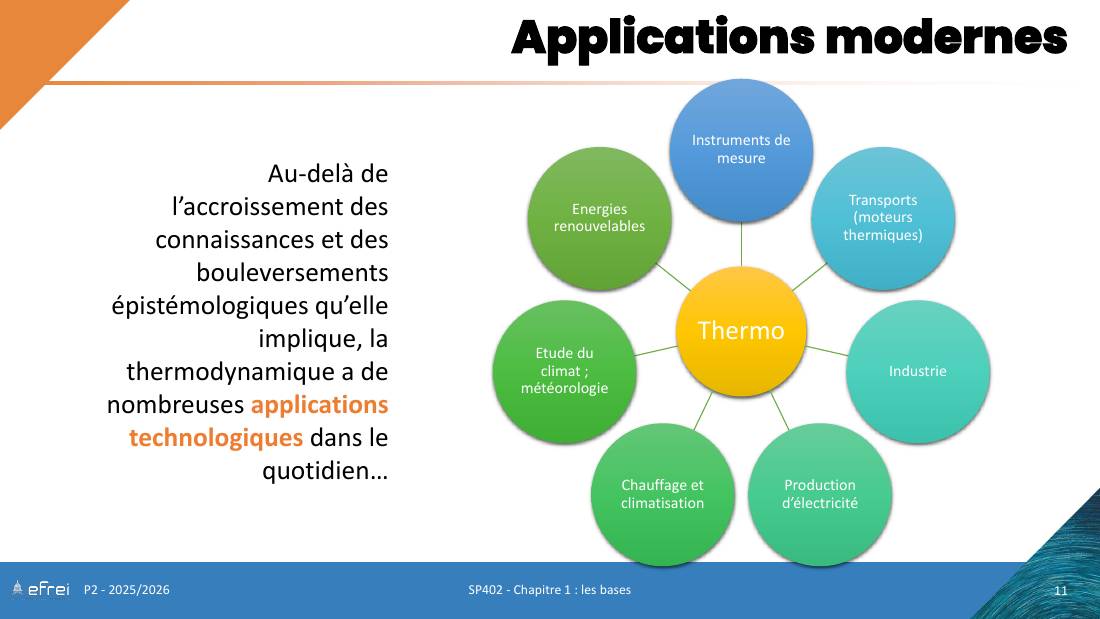 Applications modernes
Au-delà de
l’accroissement des
connaissances et des
bouleversements
épistémologiques qu’elle
implique, la
thermodynamique a de
nombreuses applications
technologiques dans le
quotidien…
Instruments de
mesure
Transports
(moteurs
thermiques)
Industrie
Production
d’électricité
Chauffage et
climatisation
Etude du
climat ;
météorologie
Energies
renouvelables
Thermo
efrei
P2 - 2025/2026
SP402 - Chapitre 1 : les bases
11